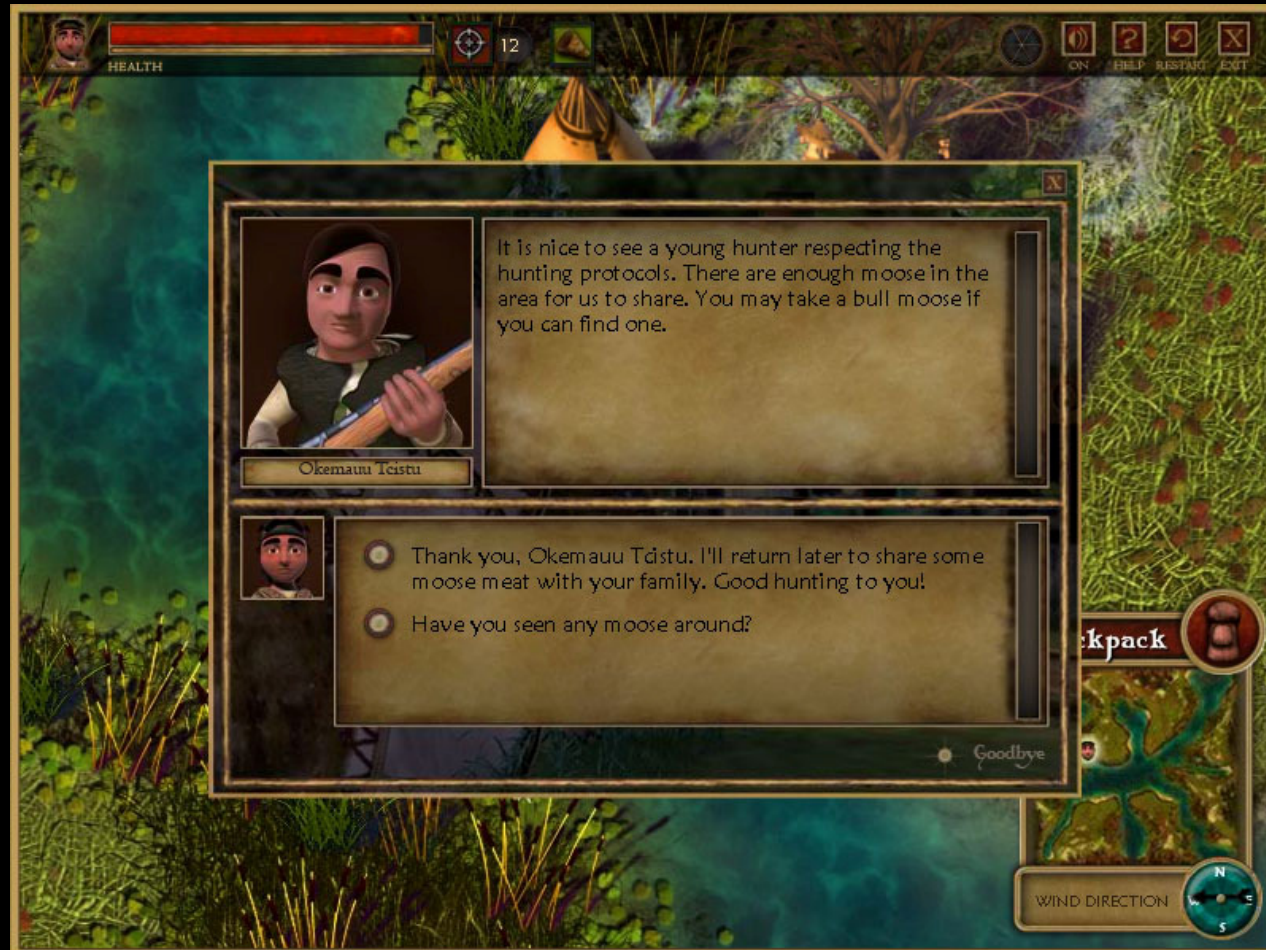 HEALTH
12
ON
HELP
RESTART
EXIT
X
It is nice to see a young hunter respecting the
hunting protocols. There are enough moose in the
area for us to share. You may take a bull moose if
you can find one.
Okemauu Tcistu
Thank you, Okemauu Tcistu. I'll return later to share some
moose meat with your family. Good hunting to you!
Have you seen any moose around?
Goodbye
ckpack
WIND DIRECTION
N
W
S